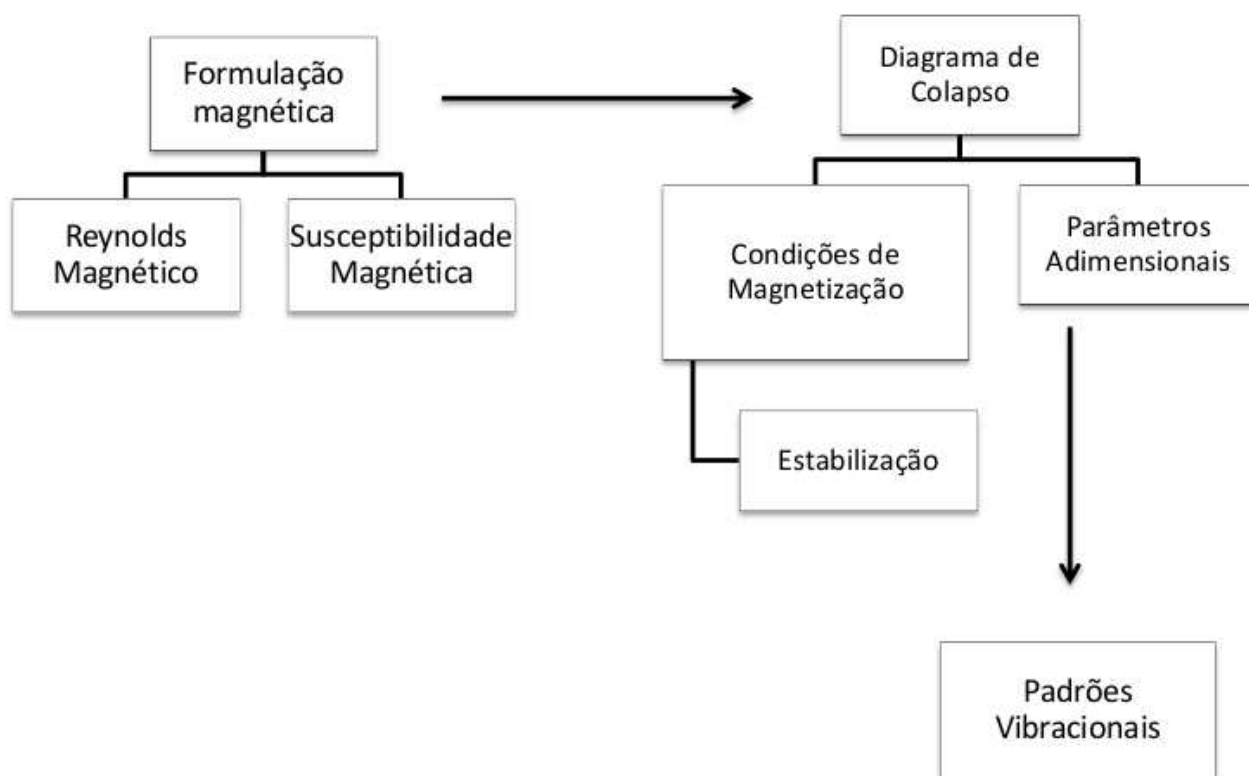 Formulação
magnética
Reynolds
Magnético
Susceptibilidade
Magnética
Diagrama de
Colapso
Condições de
Magnetização
Parâmetros
Adimensionais
Estabilização
Padrões
Vibracionais